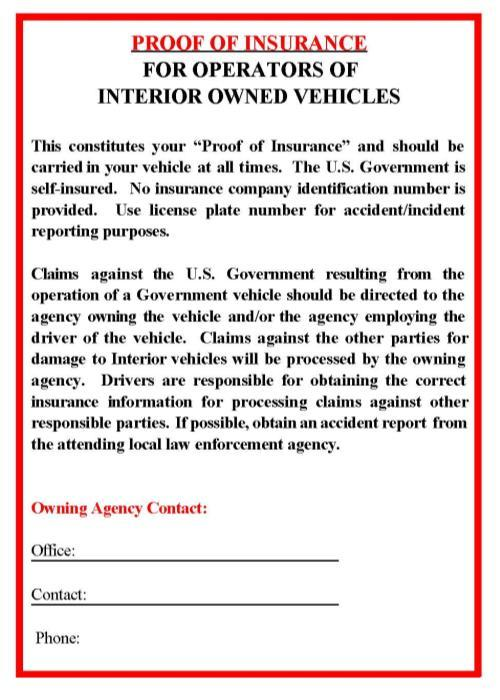 PROOF OF INSURANCE
FOR OPERATORS OF
INTERIOR OWNED VEHICLES
This constitutes your “Proof of Insurance” and should be
carried in your vehicle at all times. The U.S. Government is
self-insured. No insurance company identification number is
provided. Use license plate number for accident/incident
reporting purposes.
Claims against the U.S. Government resulting from the
operation of a Government vehicle should be directed to the
agency owning the vehicle and/or the agency employing the
driver of the vehicle. Claims against the other parties for
damage to Interior vehicles will be processed by the owning
agency. Drivers are responsible for obtaining the correct
insurance information for processing claims against other
responsible parties. If possible, obtain an accident report from
the attending local law enforcement agency.
Owning Agency Contact:
Office:
Contact:
Phone: